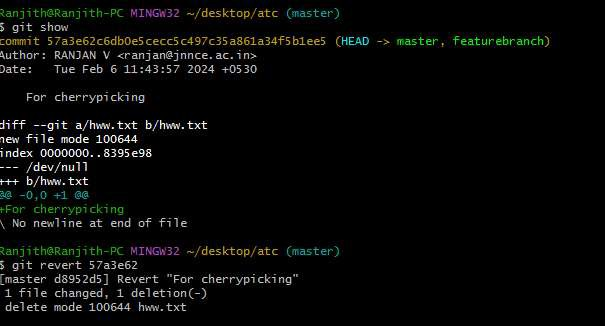 Ranjith@Ranjith-PC MINGW32 ~/desktop/atc (master)
$ git show
commit 57a3e62c6db0e5cecc5c497c35a861a34f5b1ee5 (HEAD -> master, featurebranch)
Author: RANJAN V <ranjan@jnnce.ac.in>
Date:   Tue Feb 6 11:43:57 2024 +0530

    For cherrypicking

diff --git a/hww.txt b/hww.txt
new file mode 100644
index 0000000..8395e98
--- /dev/null
+++ b/hww.txt
@@ -0,0 +1 @@
+For cherrypicking
\ No newline at end of file

Ranjith@Ranjith-PC MINGW32 ~/desktop/atc (master)
$ git revert 57a3e62
[master d8952d5] Revert "For cherrypicking"
 1 file changed, 1 deletion(-)
 delete mode 100644 hww.txt